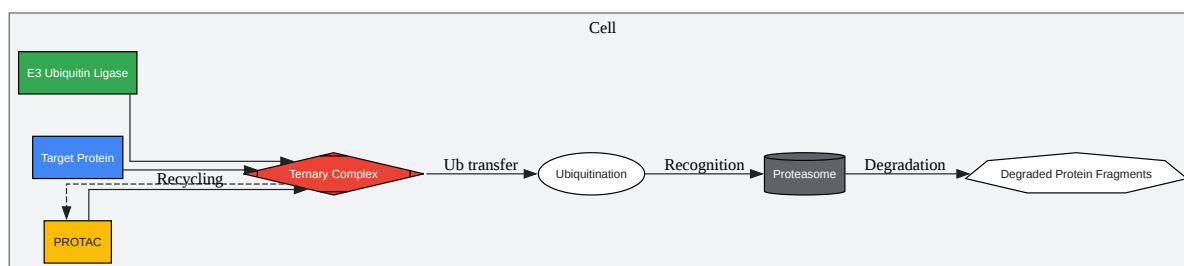 Cell
E3 Ubiquitin Ligase
Target Protein
Recycling
PROTAC
Ternary Complex
Ub transfer
Ubiquitination
Recognition
Proteasome
Degradation
Degraded Protein Fragments